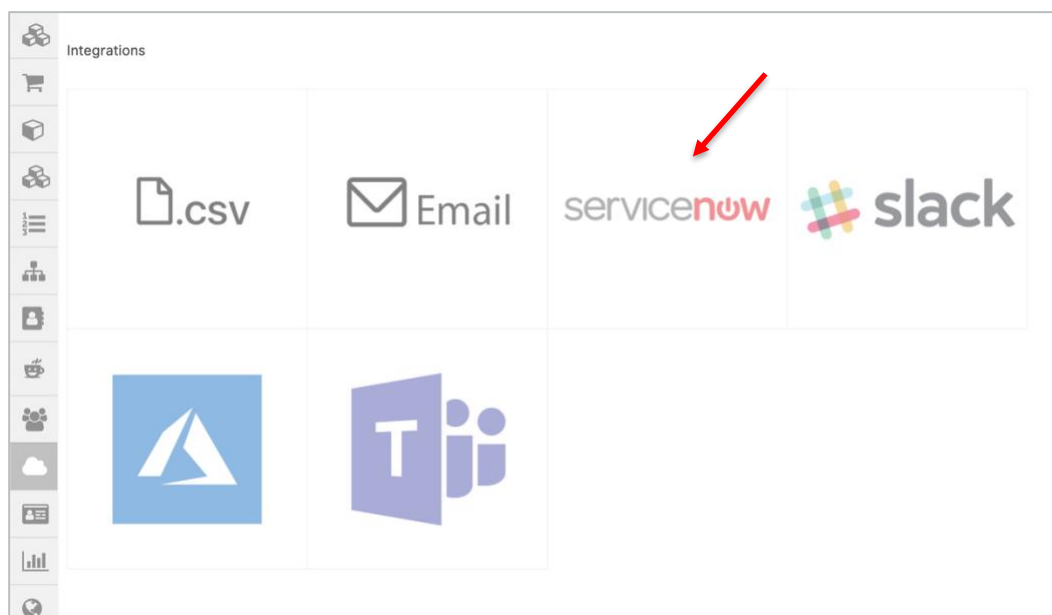 Integrations
.csv
Email
servicenow
slack
T